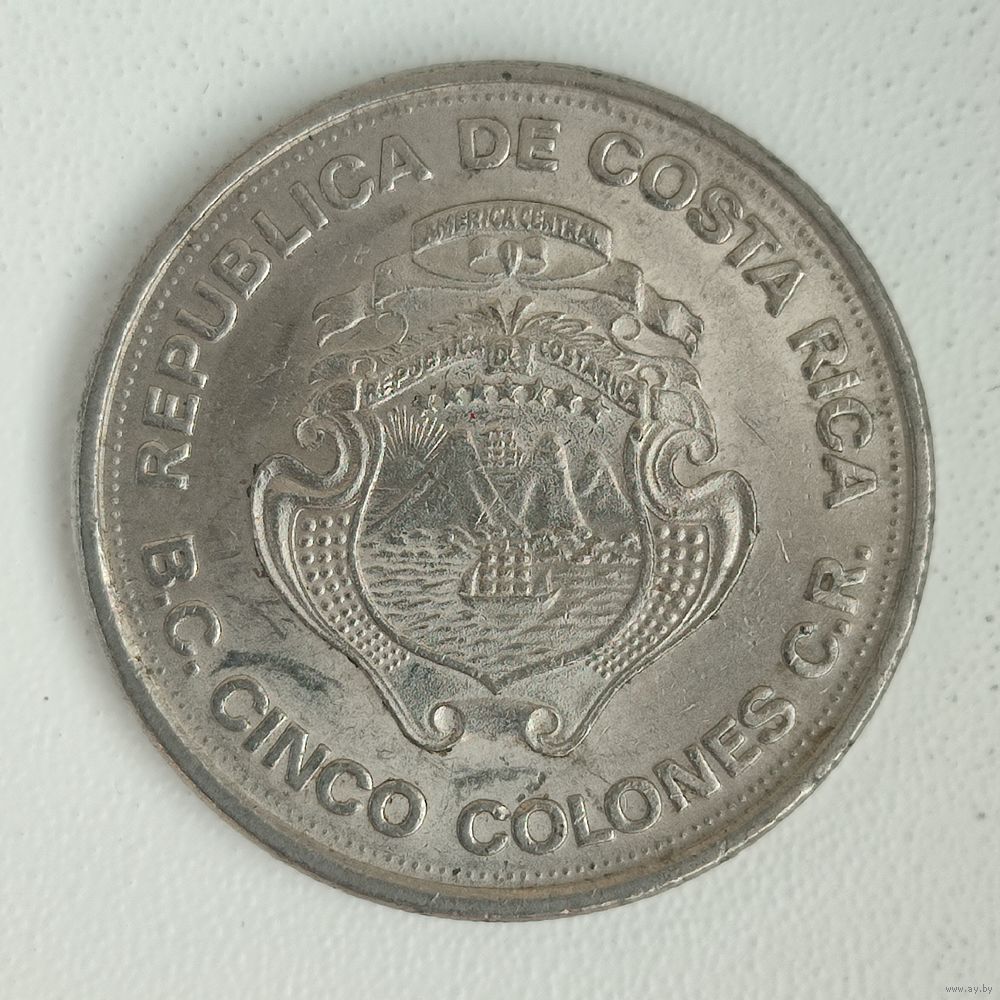 REPUBLICA DE COSTA RICA
AMERICA CENTRAL
REPUBLICA DE COSTA RICA
B.C. CINCO COLONES C.R.
www.ay.by